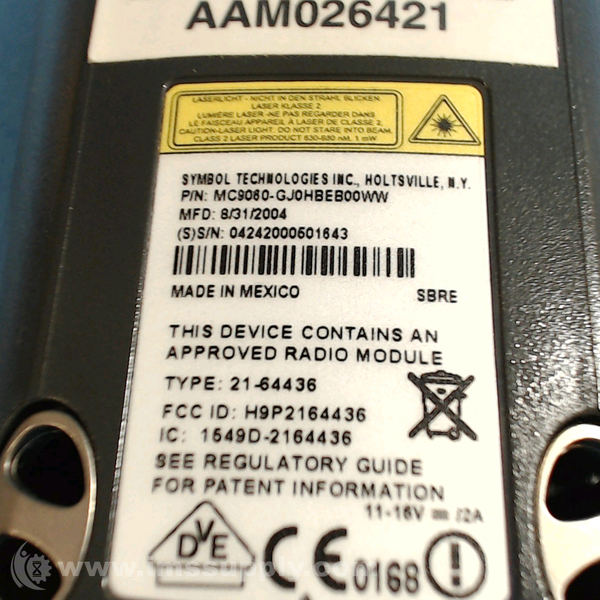 AAM026421
LASERLICHT - NICHT IN DEN STRAHL BLICKEN
LASER KLASSE 2
LUMIÈRE LASER -NE PAS REGARDER DANS
LE FAISCEAU APPAREIL À LASER DE CLASSE 2
CAUTION-LASER LIGHT. DO NOT STARE INTO BEAM.
CLASS 2 LASER PRODUCT 630-680 nM, 1 mW
SYMBOL TECHNOLOGIES INC., HOLTSVILLE, N.Y.
P/N: MC9060-GJ0HBEB00WW
MFD: 8/31/2004
(S)S/N: 04242000501643
MADE IN MEXICO SBRE
THIS DEVICE CONTAINS AN
APPROVED RADIO MODULE
TYPE: 21-64436
FCC ID: H9P2164436
IC: 1549D-2164436
SEE REGULATORY GUIDE
FOR PATENT INFORMATION
11-16V /2A
DVE CE 0168
www.imssupply.com